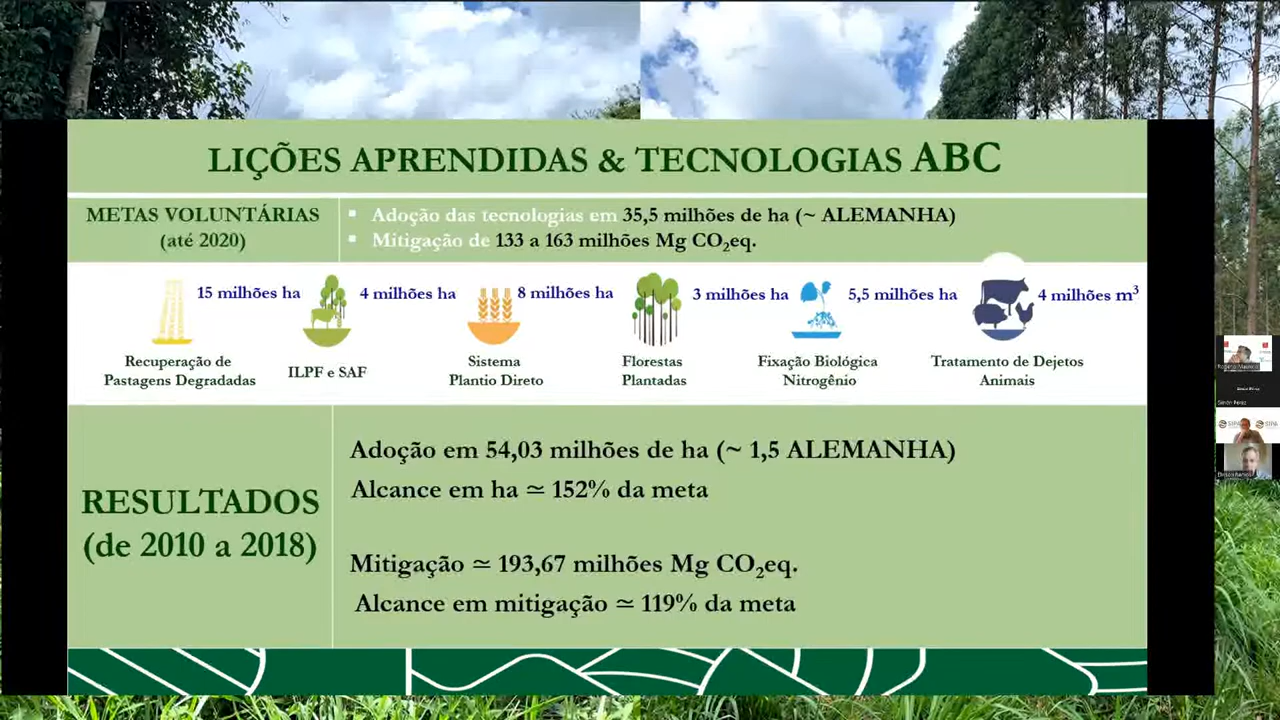 LIÇÕES APRENDIDAS & TECNOLOGIAS ABC
METAS VOLUNTÁRIAS
(até 2020)
▪ Adoção das tecnologias em 35,5 milhões de ha (~ ALEMANHA)
▪ Mitigação de 133 a 163 milhões Mg CO₂eq.
15 milhões ha
Recuperação de
Pastagens Degradadas
4 milhões ha
ILPF e SAF
8 milhões ha
Sistema
Plantio Direto
3 milhões ha
Florestas
Plantadas
5,5 milhões ha
Fixação Biológica
Nitrogênio
4 milhões m³
Tratamento de Dejetos
Animais
RESULTADOS
(de 2010 a 2018)
Adoção em 54,03 milhões de ha (~ 1,5 ALEMANHA)
Alcance em ha ≃ 152% da meta
Mitigação ≃ 193,67 milhões Mg CO₂eq.
Alcance em mitigação ≃ 119% da meta